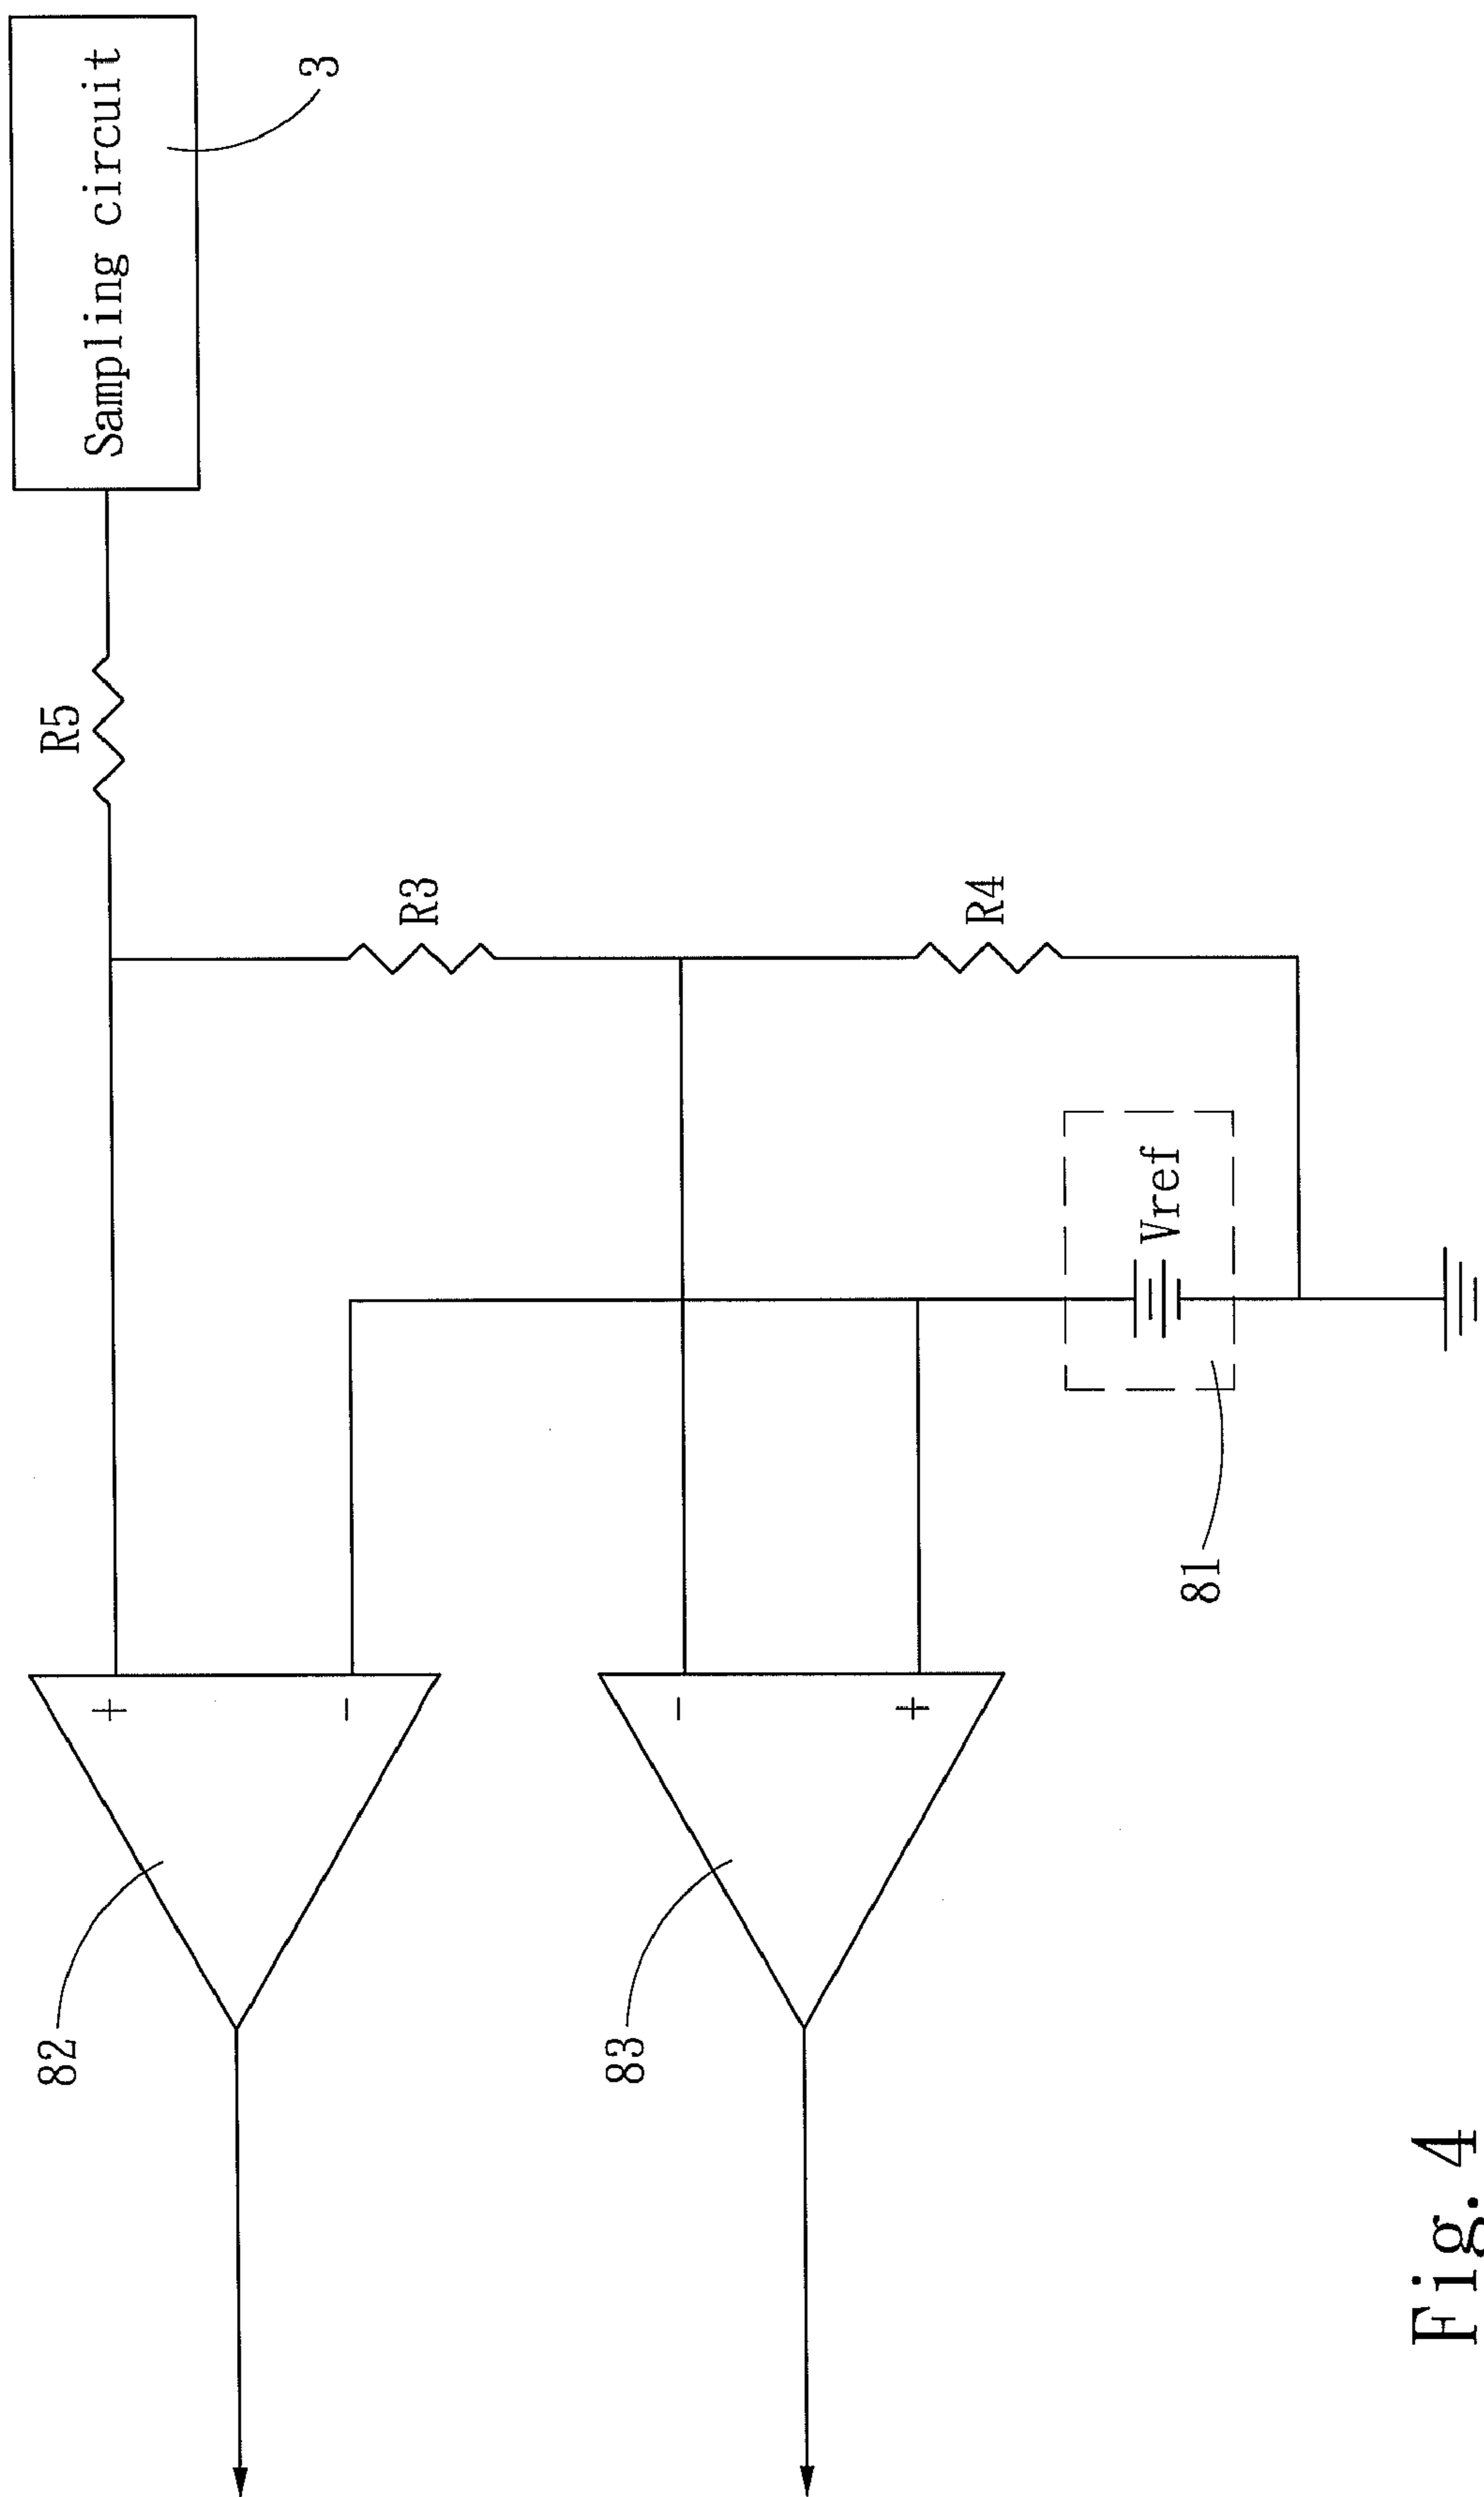 Sampling circuit
3
R5
R3
R4
Vref
81
+
−
−
+
82
83
Fig. 4